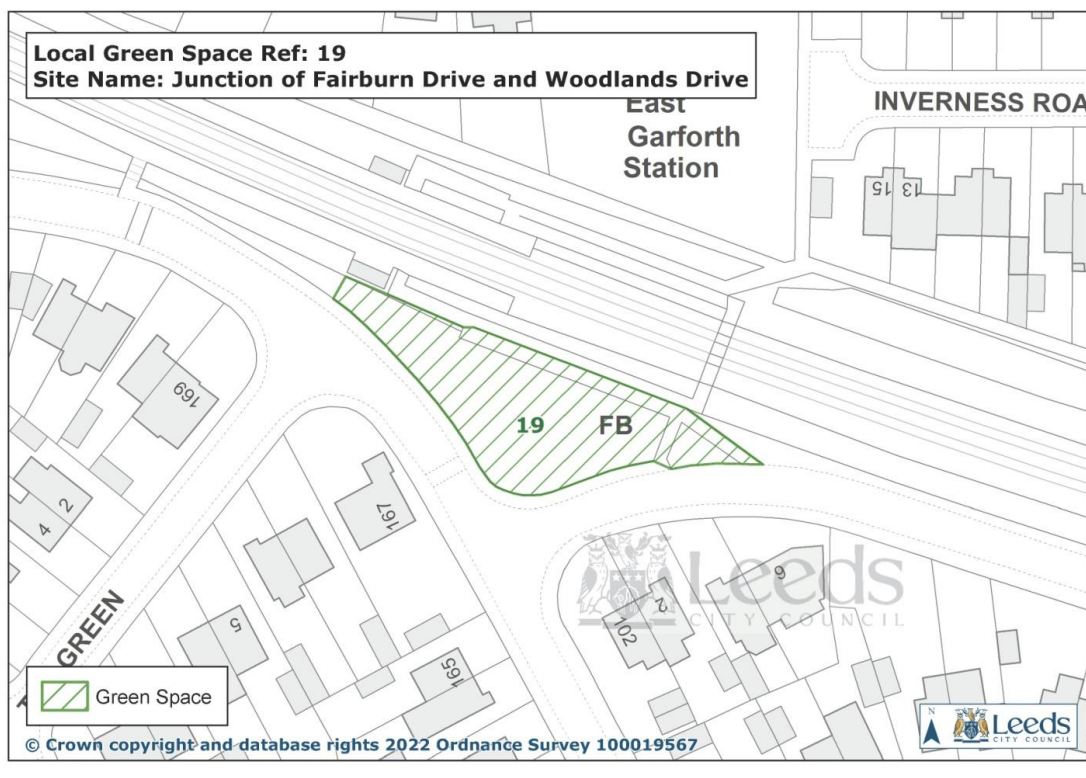 Local Green Space Ref: 19
Site Name: Junction of Fairburn Drive and Woodlands Drive
East
Garforth
Station
INVERNESS ROA
15
13
169
19
FB
2
4
167
Leeds
CITY COUNCIL
9
2
102
5
165
GREEN
Green Space
N
Leeds
CITY COUNCIL
© Crown copyright and database rights 2022 Ordnance Survey 100019567